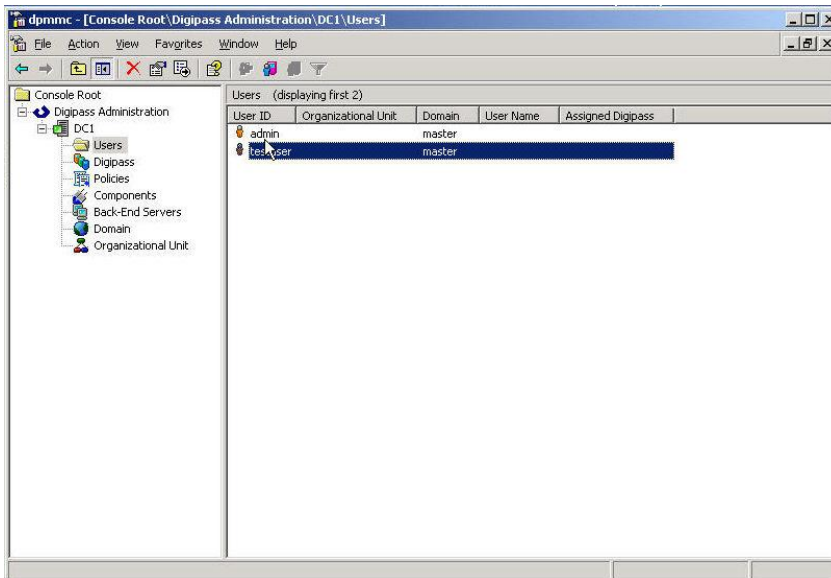 dpmmc - [Console Root\Digipass Administration\DC1\Users]
File Action View Favorites Window Help
Console Root
Digipass Administration
DC1
Users
Digipass
Policies
Components
Back-End Servers
Domain
Organizational Unit
Users (displaying first 2)
User ID Organizational Unit Domain User Name Assigned Digipass
admin master
master